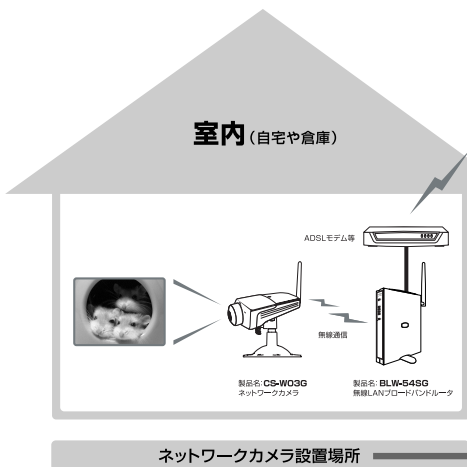 室内(自宅や倉庫)
ADSLモデム等
無線通信
製品名:CS-W03G
ネットワークカメラ
製品名:BLW-54SG
無線LANブロードバンドルータ
ネットワークカメラ設置場所